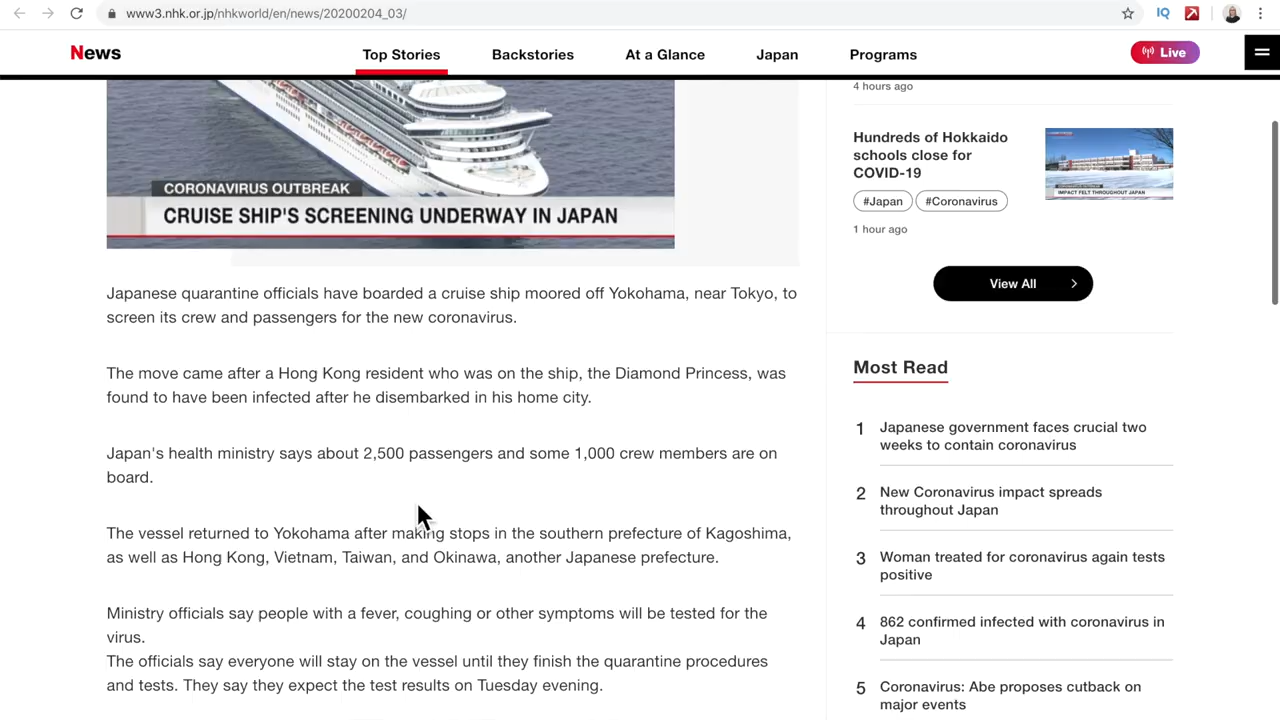 www3.nhk.or.jp/nhkworld/en/news/20200204_03/
IQ
News
Top Stories
Backstories
At a Glance
Japan
Programs
Live
CORONAVIRUS OUTBREAK
CRUISE SHIP'S SCREENING UNDERWAY IN JAPAN
Japanese quarantine officials have boarded a cruise ship moored off Yokohama, near Tokyo, to
screen its crew and passengers for the new coronavirus.
The move came after a Hong Kong resident who was on the ship, the Diamond Princess, was
found to have been infected after he disembarked in his home city.
Japan's health ministry says about 2,500 passengers and some 1,000 crew members are on
board.
The vessel returned to Yokohama after making stops in the southern prefecture of Kagoshima,
as well as Hong Kong, Vietnam, Taiwan, and Okinawa, another Japanese prefecture.
Ministry officials say people with a fever, coughing or other symptoms will be tested for the
virus.
The officials say everyone will stay on the vessel until they finish the quarantine procedures
and tests. They say they expect the test results on Tuesday evening.
4 hours ago
Hundreds of Hokkaido
schools close for
COVID-19
#Japan
#Coronavirus
CORONAVIRUS OUTBREAK
IMPACT FELT THROUGHOUT JAPAN
1 hour ago
View All
Most Read
1 Japanese government faces crucial two
weeks to contain coronavirus
2 New Coronavirus impact spreads
throughout Japan
3 Woman treated for coronavirus again tests
positive
4 862 confirmed infected with coronavirus in
Japan
5 Coronavirus: Abe proposes cutback on
major events